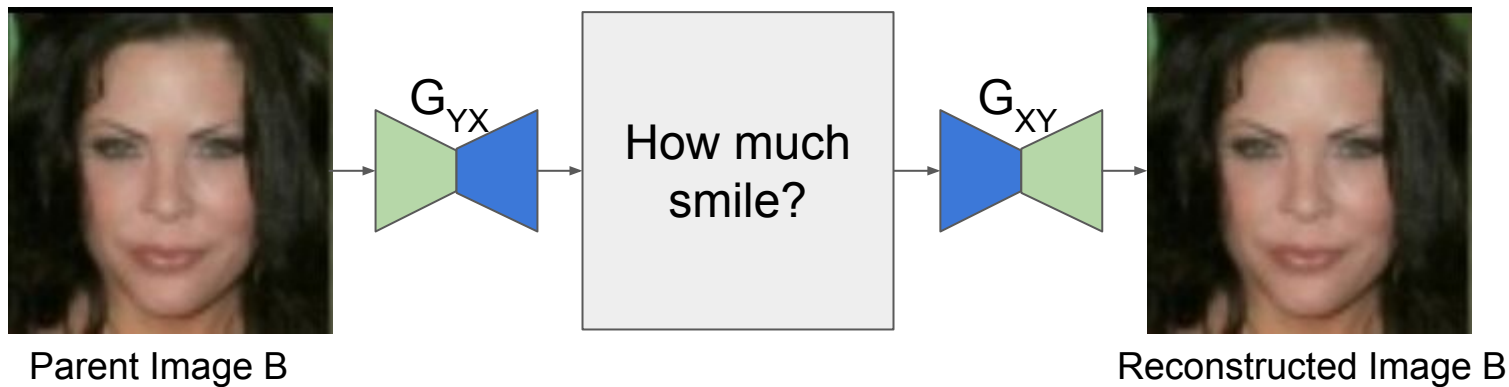 G_YX
How much
smile?
G_XY
Parent Image B
Reconstructed Image B